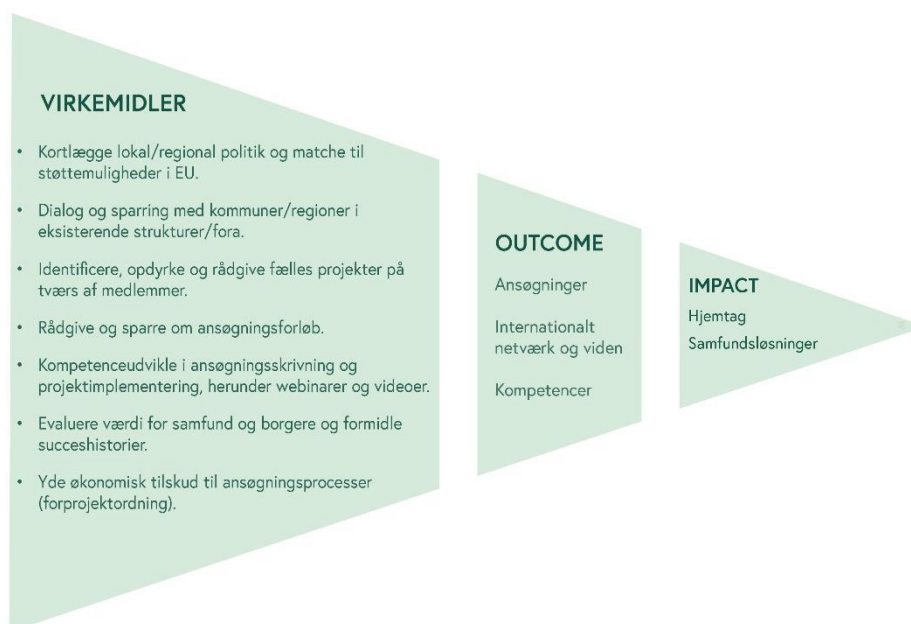 VIRKEMIDLER
• Kortlægge lokal/regional politik og matche til
støttemuligheder i EU.
• Dialog og sparring med kommuner/regioner i
eksisterende strukturer/fora.
• Identificere, opdyrke og rådgive fælles projekter på
tværs af medlemmer.
• Rådgive og sparre om ansøgningsforløb.
• Kompetenceudvikle i ansøgningsskrivning og
projektimplementering, herunder webinarer og videoer.
• Evaluere værdi for samfund og borgere og formidle
succeshistorier.
• Yde økonomisk tilskud til ansøgningsprocesser
(forprojektordning).
OUTCOME
Ansøgninger
Internationalt
netværk og viden
Kompetencer
IMPACT
Hjemtag
Samfundsløsninger